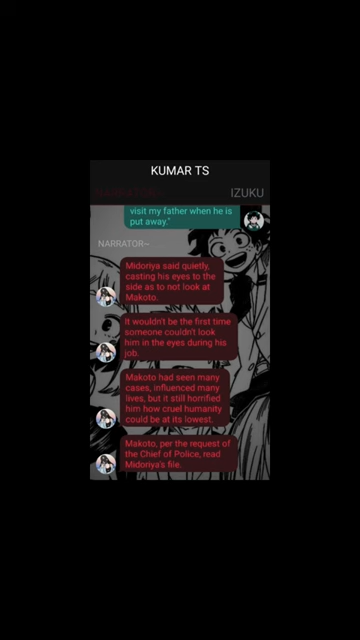 KUMAR TS
NARRATOR~ IZUKU
visit my father when he is
put away."
NARRATOR~
Midoriya said quietly,
casting his eyes to the
side as to not look at
Makoto.
It wouldn't be the first time
someone couldn't look
him in the eyes during his
job.
Makoto had seen many
cases, influenced many
lives, but it still horrified
him how cruel humanity
could be at its lowest.
Makoto, per the request of
the Chief of Police, read
Midoriya's file.